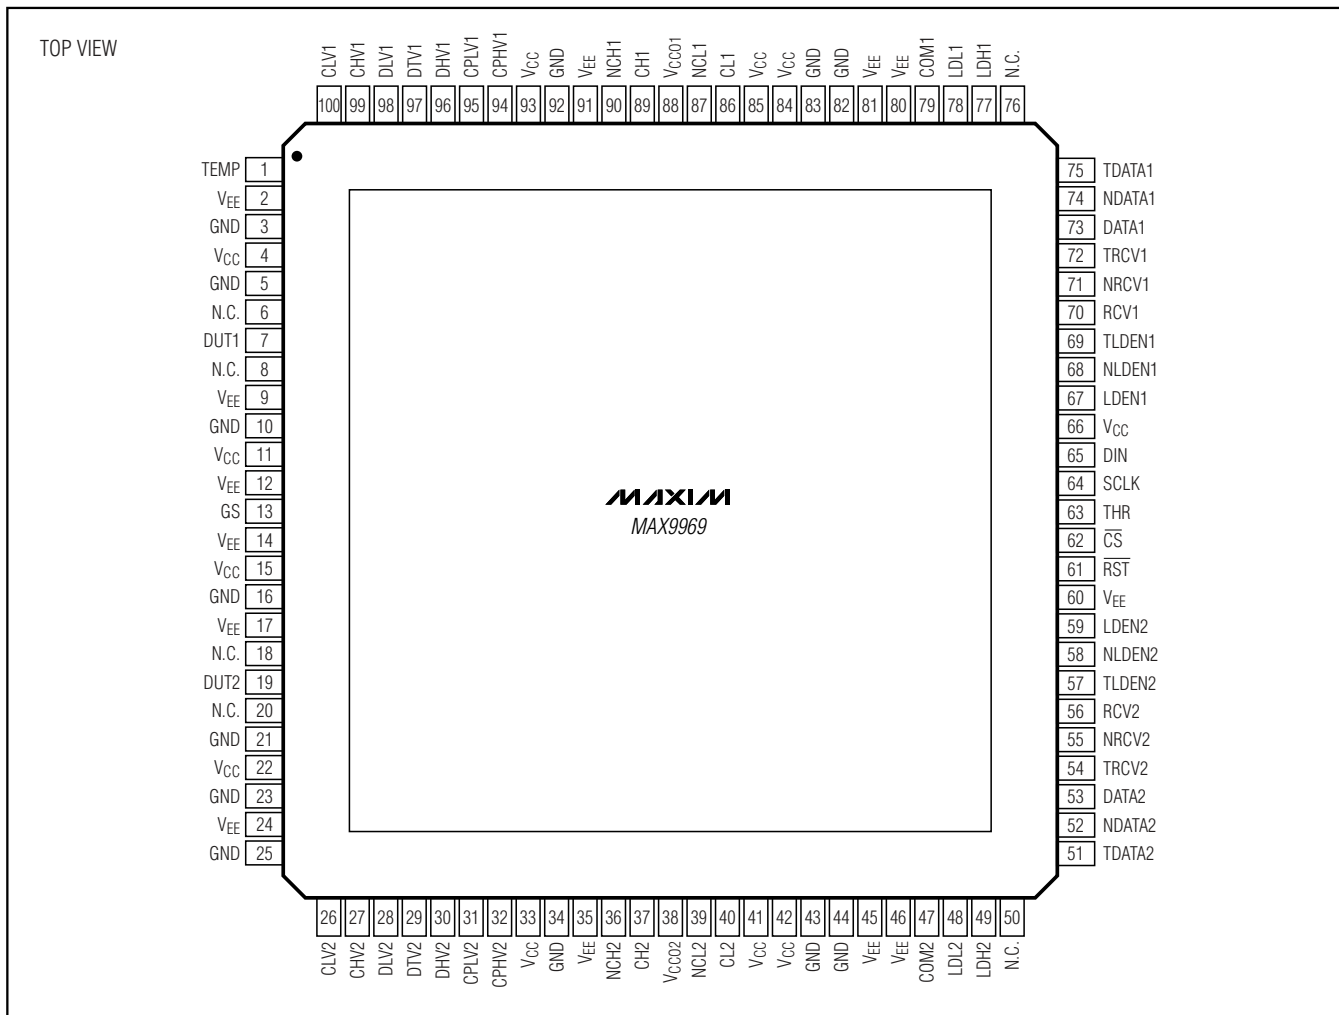 TOP VIEW
CLV1
CHV1
DLV1
DTV1
DHV1
CPLV1
CPHV1
VCC
GND
VEE
NCH1
CH1
VCCO1
NCL1
CL1
VCC
VCC
GND
GND
VEE
VEE
COM1
LDL1
LDH1
N.C.
100 99 98 97 96 95 94 93 92 91 90 89 88 87 86 85 84 83 82 81 80 79 78 77 76
TEMP 1
VEE 2
GND 3
VCC 4
GND 5
N.C. 6
DUT1 7
N.C. 8
VEE 9
GND 10
VCC 11
VEE 12
GS 13
VEE 14
VCC 15
GND 16
VEE 17
N.C. 18
DUT2 19
N.C. 20
GND 21
VCC 22
GND 23
VEE 24
GND 25
MAXIM
MAX9969
75 TDATA1
74 NDATA1
73 DATA1
72 TRCV1
71 NRCV1
70 RCV1
69 TLDEN1
68 NLDEN1
67 LDEN1
66 VCC
65 DIN
64 SCLK
63 THR
62 C̅S̅
61 R̅S̅T̅
60 VEE
59 LDEN2
58 NLDEN2
57 TLDEN2
56 RCV2
55 NRCV2
54 TRCV2
53 DATA2
52 NDATA2
51 TDATA2
26 27 28 29 30 31 32 33 34 35 36 37 38 39 40 41 42 43 44 45 46 47 48 49 50
CLV2
CHV2
DLV2
DTV2
DHV2
CPLV2
CPHV2
VCC
GND
VEE
NCH2
CH2
VCCO2
NCL2
CL2
VCC
VCC
GND
GND
VEE
VEE
COM2
LDL2
LDH2
N.C.